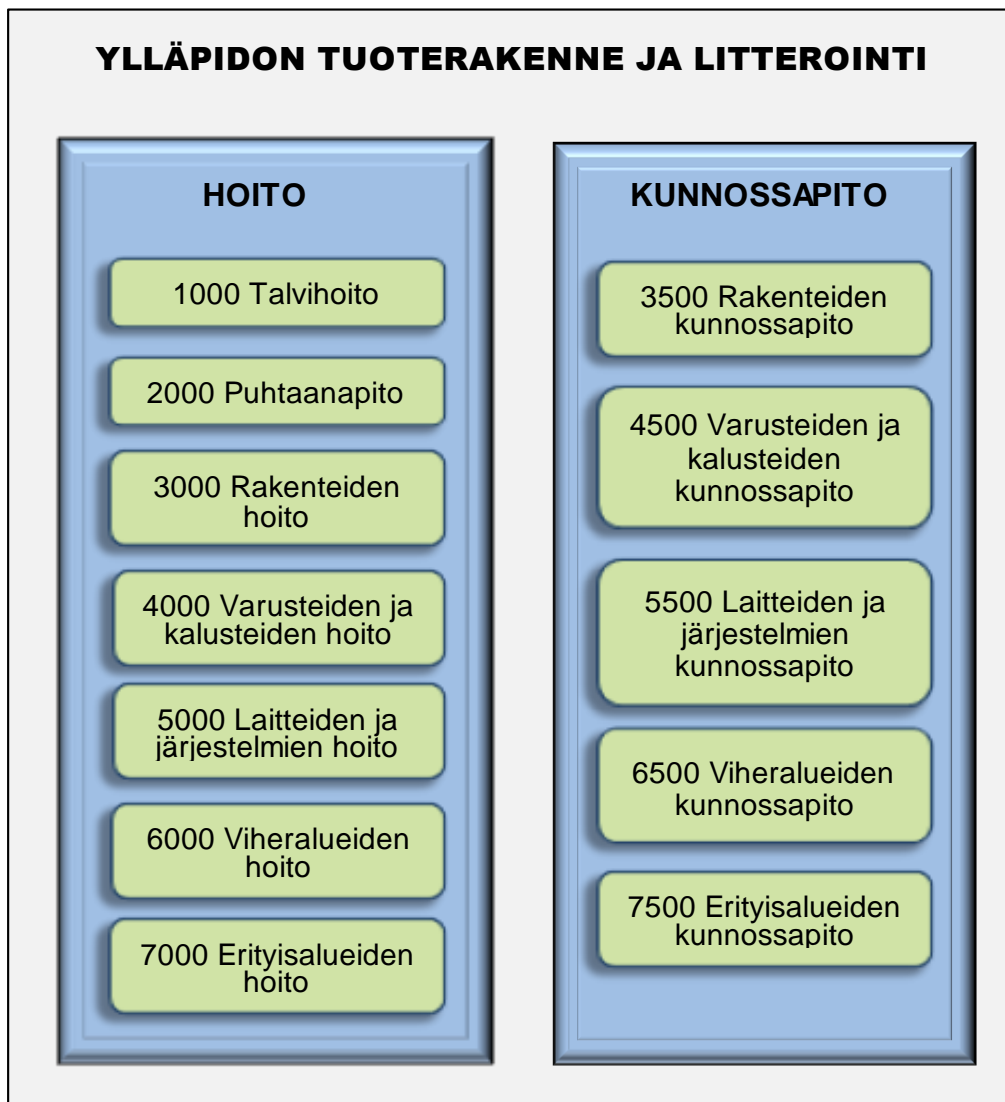 YLLÄPIDON TUOTERAKENNE JA LITTEROINTI
HOITO
1000 Talvihoito
2000 Puhtaanapito
3000 Rakenteiden
hoito
4000 Varusteiden ja
kalusteiden hoito
5000 Laitteiden ja
järjestelmien hoito
6000 Viheralueiden
hoito
7000 Erityisalueiden
hoito
KUNNOSSAPITO
3500 Rakenteiden
kunnossapito
4500 Varusteiden ja
kalusteiden
kunnossapito
5500 Laitteiden ja
järjestelmien
kunnossapito
6500 Viheralueiden
kunnossapito
7500 Erityisalueiden
kunnossapito